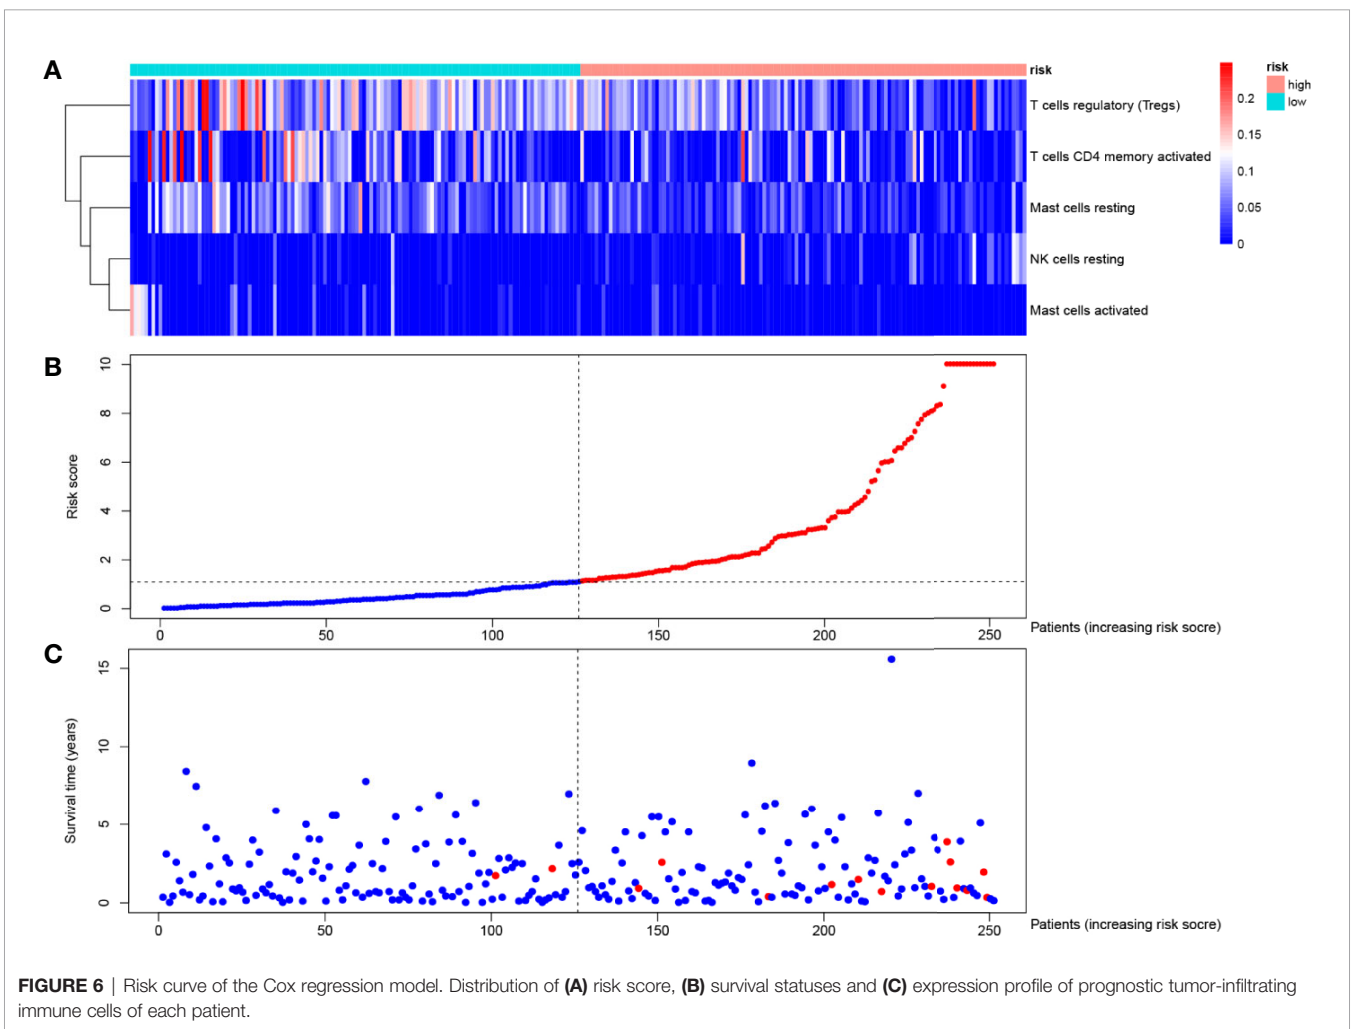 A
risk
T cells regulatory (Tregs)
T cells CD4 memory activated
Mast cells resting
NK cells resting
Mast cells activated
0.2
0.15
0.1
0.05
0
risk
high
low
B
Risk score
10
8
6
4
2
0
0 50 100 150 200 250
Patients (increasing risk socre)
C
Survival time (years)
15
10
5
0
0 50 100 150 200 250
Patients (increasing risk socre)
FIGURE 6 | Risk curve of the Cox regression model. Distribution of (A) risk score, (B) survival statuses and (C) expression profile of prognostic tumor-infiltrating
immune cells of each patient.